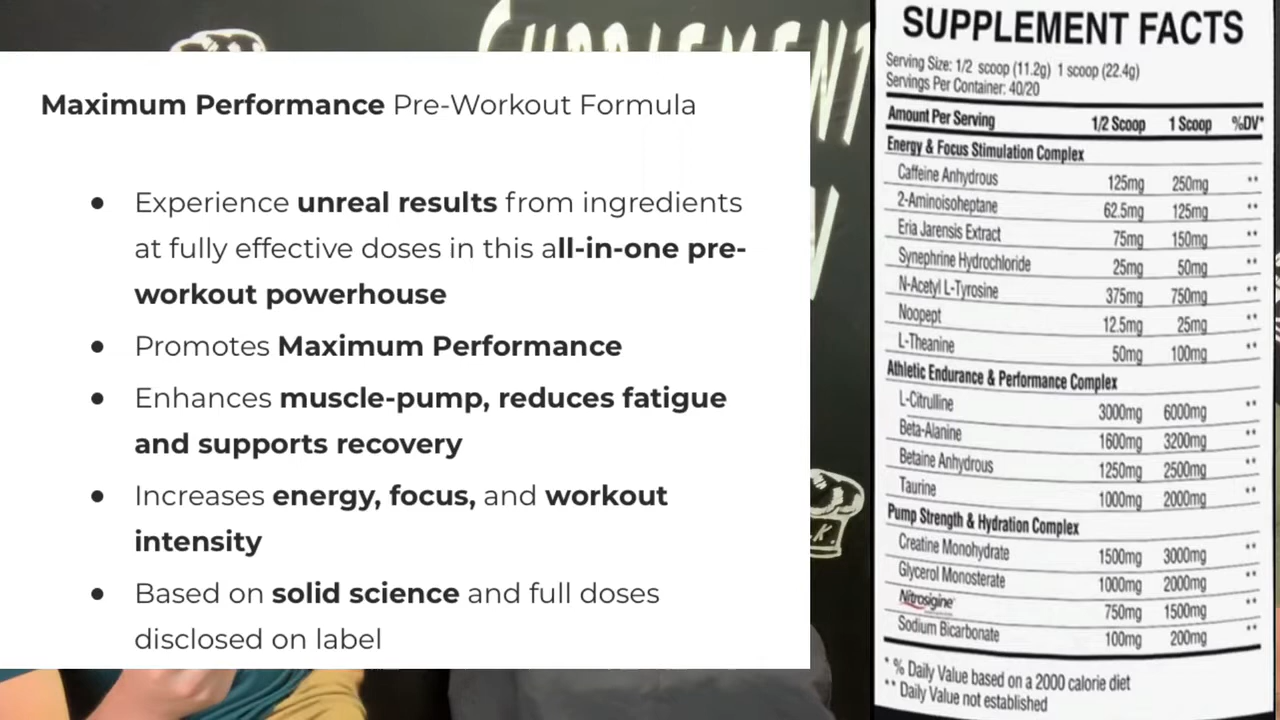 Maximum Performance Pre-Workout Formula
● Experience unreal results from ingredients
at fully effective doses in this all-in-one pre-
workout powerhouse
● Promotes Maximum Performance
● Enhances muscle-pump, reduces fatigue
and supports recovery
● Increases energy, focus, and workout
intensity
● Based on solid science and full doses
disclosed on label
SUPPLEMENT FACTS
Serving Size: 1/2 scoop (11.2g) 1 scoop (22.4g)
Servings Per Container: 40/20
Amount Per Serving 1/2 Scoop 1 Scoop %DV*
Energy & Focus Stimulation Complex
Caffeine Anhydrous 125mg 250mg **
2-Aminoisoheptane 62.5mg 125mg **
Eria Jarensis Extract 75mg 150mg **
Synephrine Hydrochloride 25mg 50mg **
N-Acetyl L-Tyrosine 375mg 750mg **
Noopept 12.5mg 25mg **
L-Theanine 50mg 100mg **
Athletic Endurance & Performance Complex
L-Citrulline 3000mg 6000mg **
Beta-Alanine 1600mg 3200mg **
Betaine Anhydrous 1250mg 2500mg **
Taurine 1000mg 2000mg **
Pump Strength & Hydration Complex
Creatine Monohydrate 1500mg 3000mg **
Glycerol Monosterate 1000mg 2000mg **
Nitrosigine 750mg 1500mg **
Sodium Bicarbonate 100mg 200mg **
* % Daily Value based on a 2000 calorie diet
** Daily Value not established